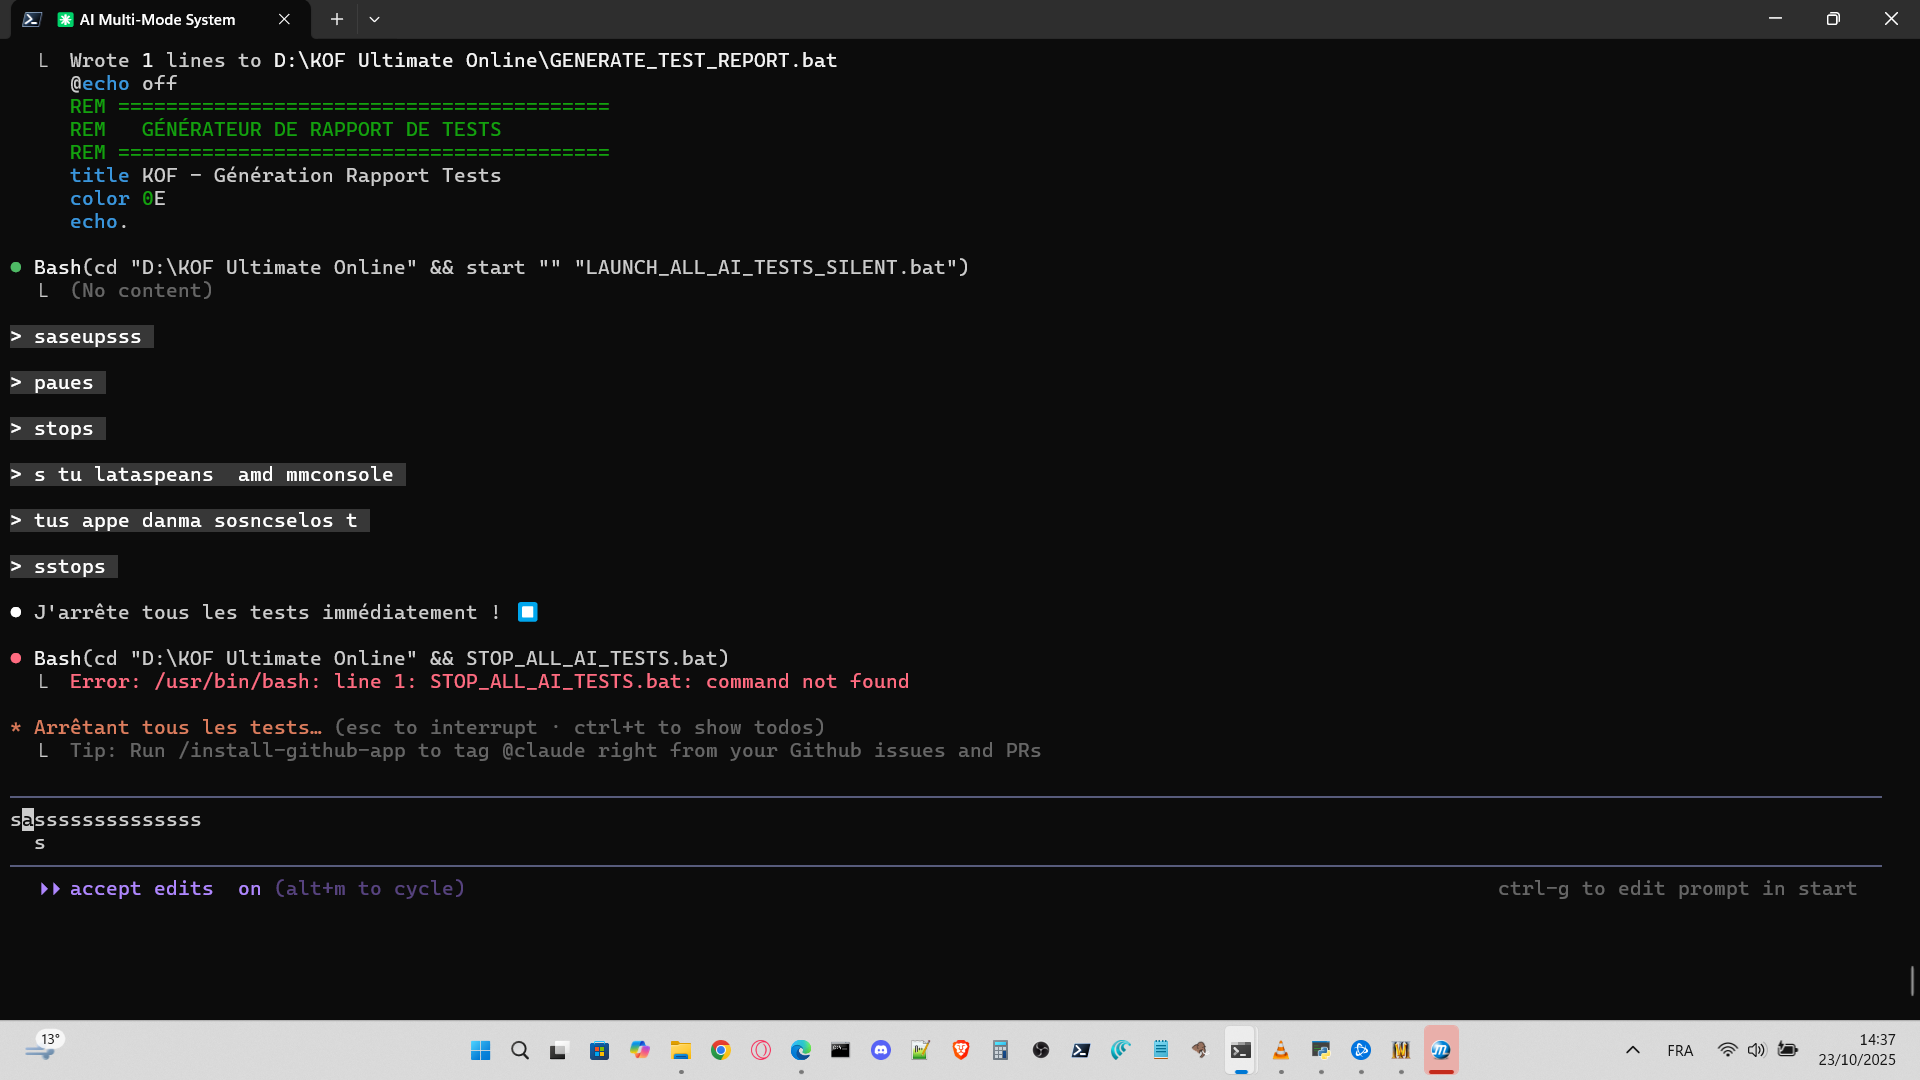 AI Multi-Mode System
└ Wrote 1 lines to D:\KOF Ultimate Online\GENERATE_TEST_REPORT.bat
@echo off
REM =========================================
REM   GÉNÉRATEUR DE RAPPORT DE TESTS
REM =========================================
title KOF - Génération Rapport Tests
color 0E
echo.
● Bash(cd "D:\KOF Ultimate Online" && start "" "LAUNCH_ALL_AI_TESTS_SILENT.bat")
└ (No content)
> saseupsss
> paues
> stops
> s tu lataspeans  amd mmconsole
> tus appe danma sosncselos t
> sstops
● J'arrête tous les tests immédiatement !
● Bash(cd "D:\KOF Ultimate Online" && STOP_ALL_AI_TESTS.bat)
└ Error: /usr/bin/bash: line 1: STOP_ALL_AI_TESTS.bat: command not found
* Arrêtant tous les tests… (esc to interrupt · ctrl+t to show todos)
└ Tip: Run /install-github-app to tag @claude right from your Github issues and PRs
sassssssssssssss
s
accept edits  on (alt+m to cycle)
ctrl-g to edit prompt in start
13°
FRA
14:37
23/10/2025